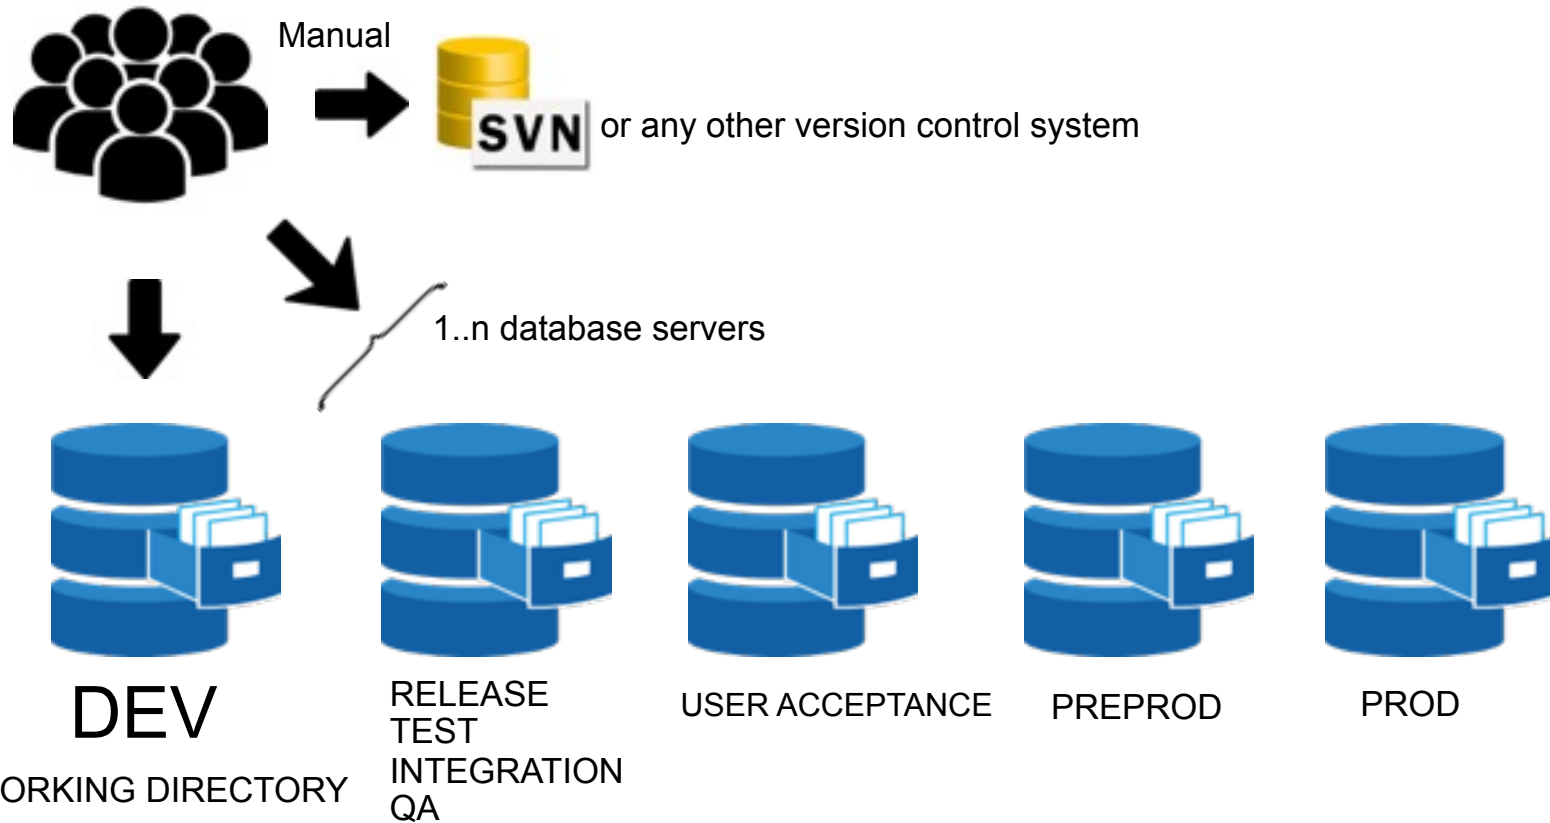 Manual
SVN
or any other version control system
1..n database servers
DEV
ORKING DIRECTORY
RELEASE
TEST
INTEGRATION
QA
USER ACCEPTANCE
PREPROD
PROD